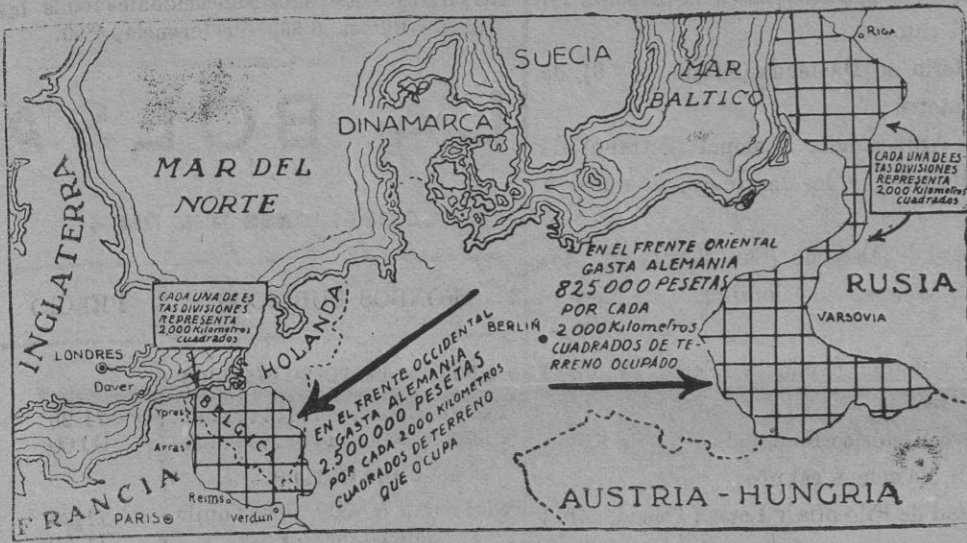 SUECIA
MAR
BALTICO
RIGA
DINAMARCA
MAR DEL
NORTE
INGLATERRA
CADA UNA DE ES-
TAS DIVISIONES
REPRESENTA
2,000 Kilometros
cuadrados
RUSIA
VARSOVIA
EN EL FRENTE ORIENTAL
GASTA ALEMANIA
825 000 PESETAS
POR CADA
2 000 Kilometros
CUADRADOS DE TE-
RRENO OCUPADO
BERLIN
CADA UNA DE ES
TAS DIVISIONES
REPRESENTA
2,000 Kilometros
cuadrados
HOLANDA
LONDRES
Dover
BELGICA
Ypres
Arras
EN EL FRENTE OCCIDENTAL
GASTA ALEMANIA
2.500 000 PESETAS
POR CADA 2000 KILOMETROS
CUADRADOS DE TERRENO
QUE OCUPA
FRANCIA
Reims
PARIS
Verdun
AUSTRIA - HUNGRIA